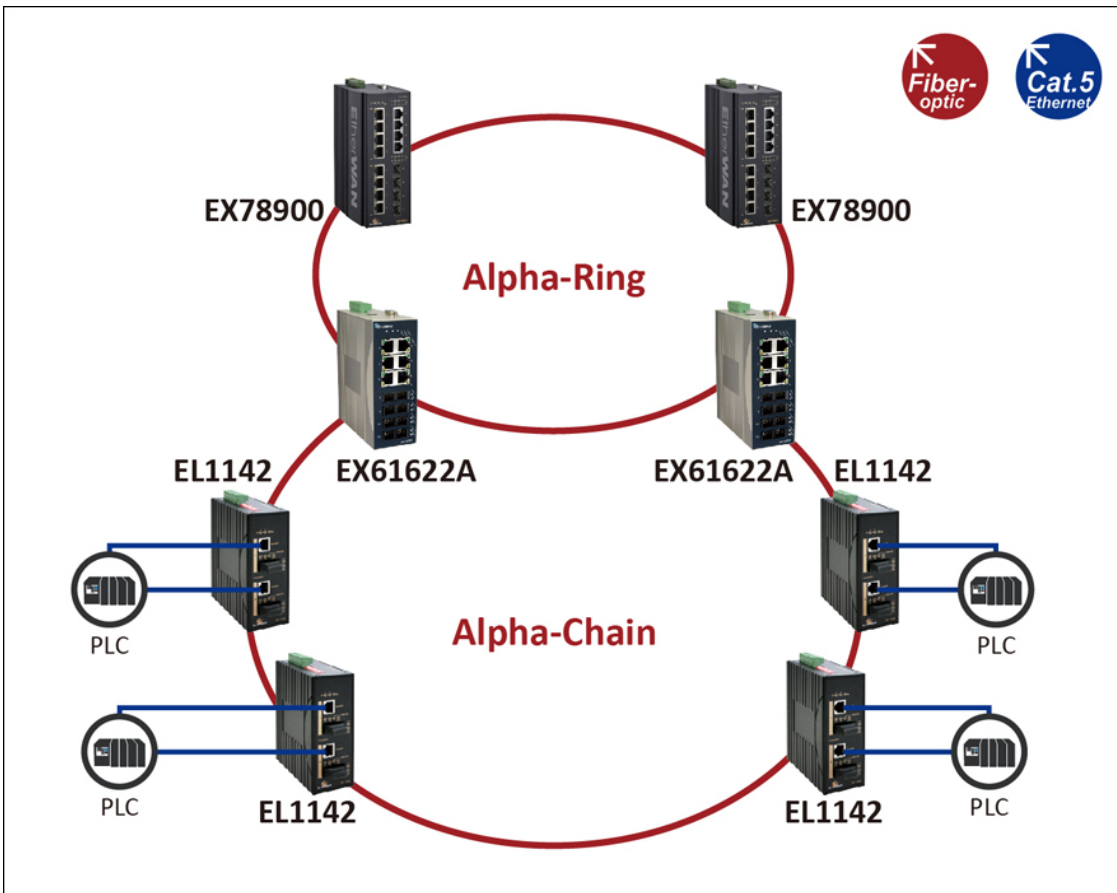 Fiber-
optic
Cat.5
Ethernet
EtherWAN
EX78900
EX78900
Alpha-Ring
EL1142
EX61622A
EX61622A
EL1142
PLC
Alpha-Chain
PLC
PLC
EL1142
EL1142
PLC